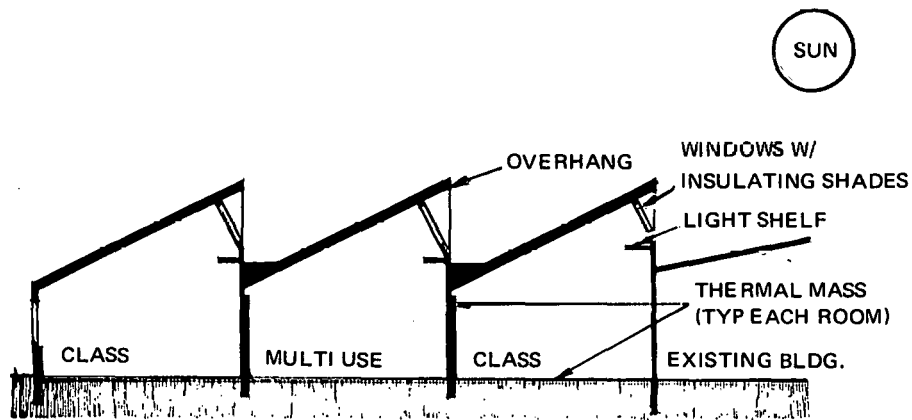 SUN
OVERHANG
WINDOWS W/
INSULATING SHADES
LIGHT SHELF
THERMAL MASS
(TYP EACH ROOM)
CLASS
MULTI USE
CLASS
EXISTING BLDG.